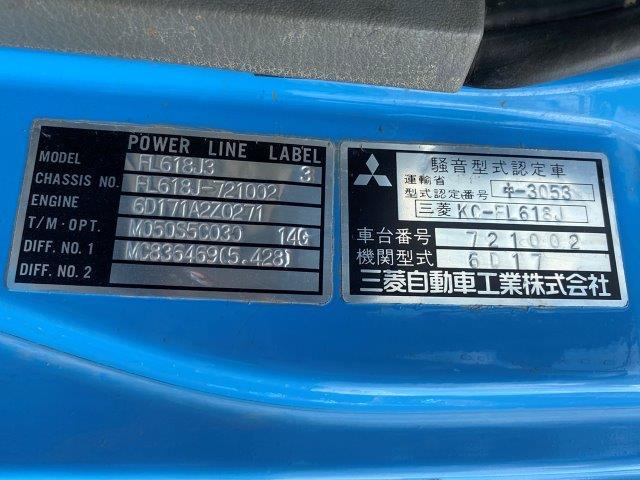 POWER LINE LABEL
MODEL FL618J3 3
CHASSIS NO. FL618J-721002
ENGINE 6D171A2Z0271
T/M・OPT. M050S5C030 14G
DIFF. NO. 1 MC836469(5.428)
DIFF. NO. 2
騒音型式認定車
運輸省
型式認定番号 中-3053
三菱 KC-FL618J
車台番号 721002
機関型式 6D17
三菱自動車工業株式会社